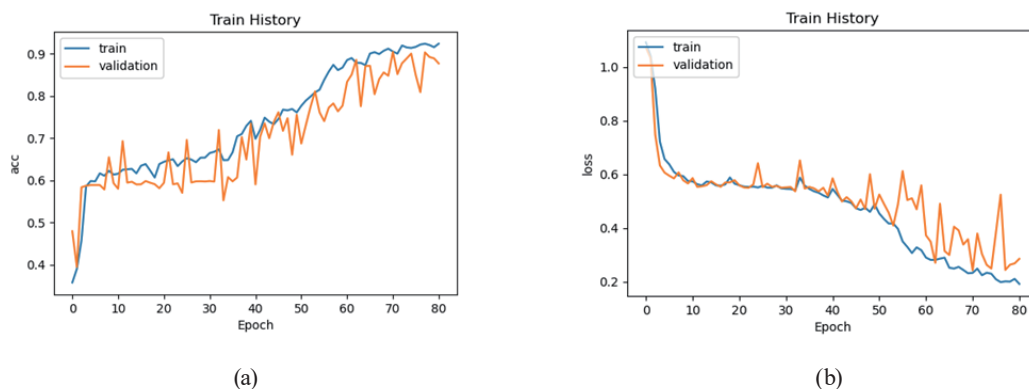 Train History
train
validation
acc
0.9
0.8
0.7
0.6
0.5
0.4
0 10 20 30 40 50 60 70 80
Epoch
(a)
Train History
train
validation
loss
1.0
0.8
0.6
0.4
0.2
0 10 20 30 40 50 60 70 80
Epoch
(b)